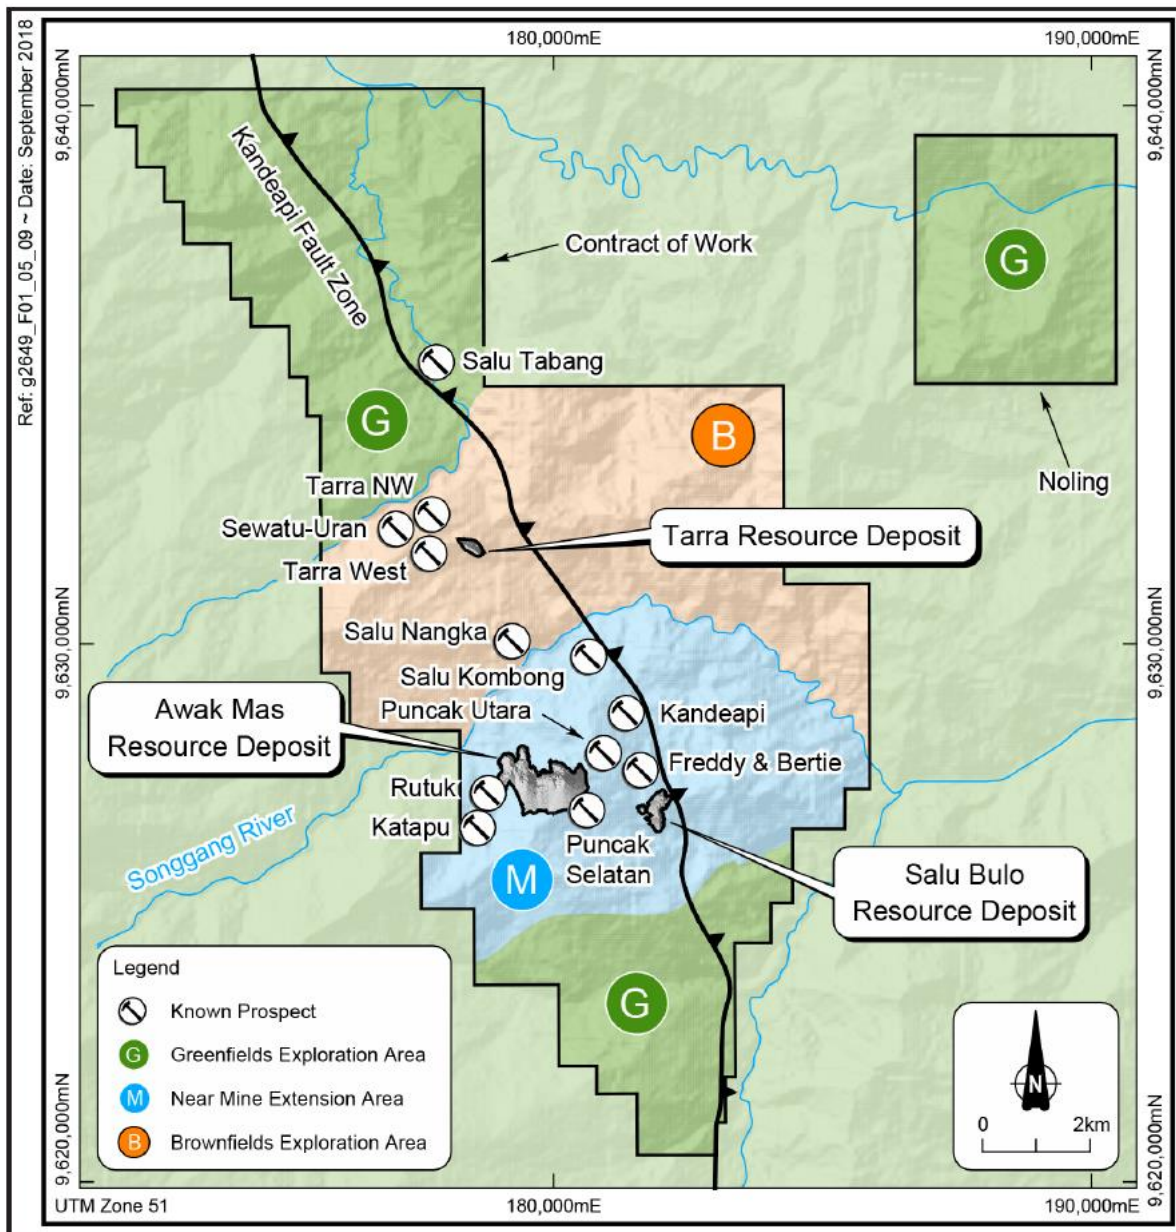 Ref. g2649_F01_05_09 ~ Date: September 2018
180,000mE
190,000mE
9,640,000mN
9,640,000mN
Kandeapi Fault Zone
Contract of Work
G
Salu Tabang
G
B
Noling
Tarra NW
Sewatu-Uran
Tarra West
Tarra Resource Deposit
9,630,000mN
9,630,000mN
Salu Nangka
Salu Kombong
Puncak Utara
Kandeapi
Awak Mas
Resource Deposit
Freddy & Bertie
Rutuk
Katapu
Puncak
Selatan
Songgang River
M
Salu Bulo
Resource Deposit
G
Legend
Known Prospect
G Greenfields Exploration Area
M Near Mine Extension Area
B Brownfields Exploration Area
N
0 2km
9,620,000mN
9,620,000mN
UTM Zone 51
180,000mE
190,000mE